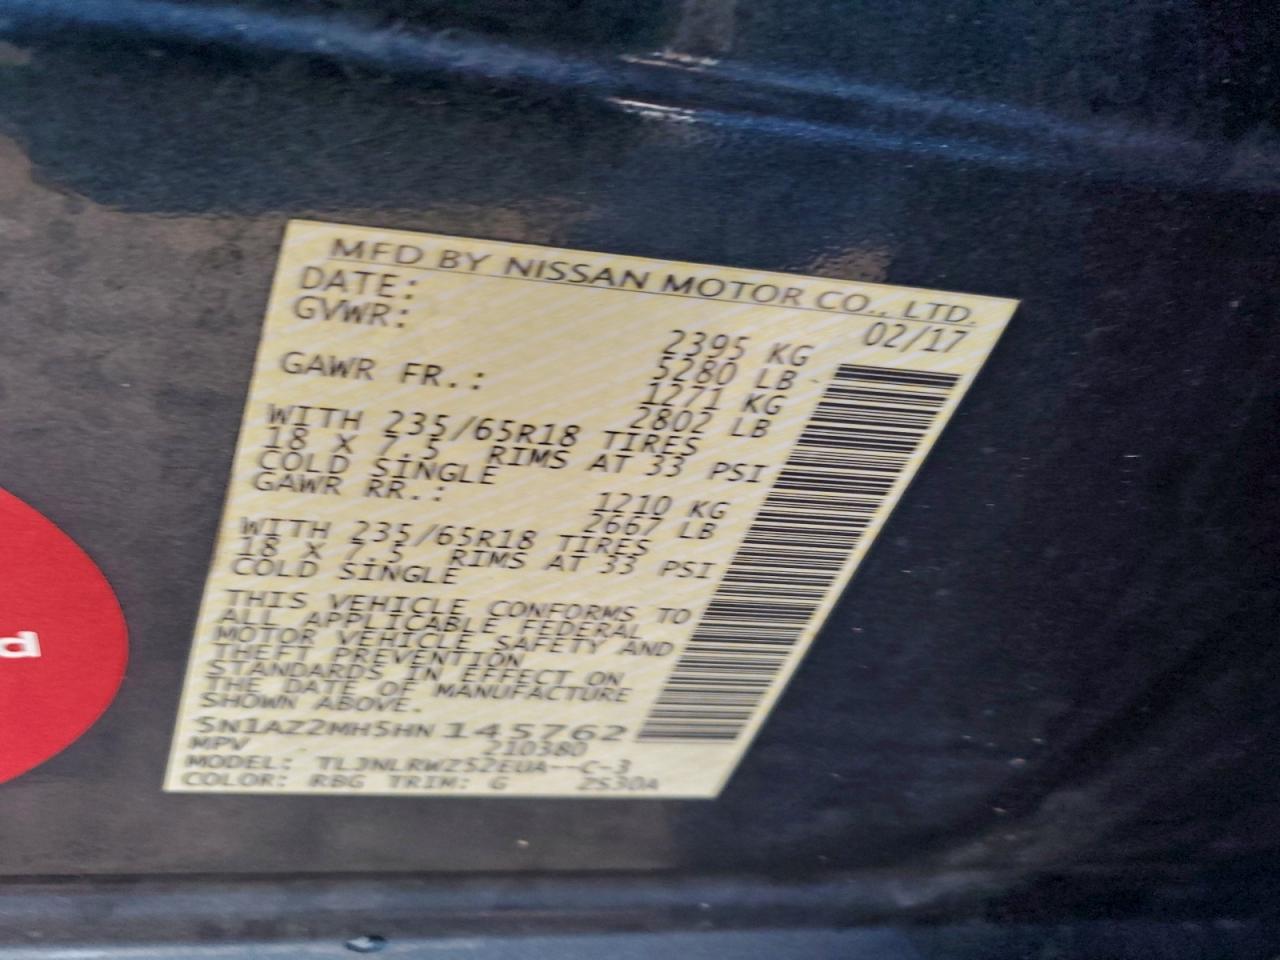 MFD BY NISSAN MOTOR CO., LTD.
DATE: 02/17
GVWR: 2395 KG
5280 LB
GAWR FR.: 1271 KG
2802 LB
WITH 235/65R18 TIRES
18 X 7.5 RIMS AT 33 PSI
COLD SINGLE
GAWR RR.: 1210 KG
2667 LB
WITH 235/65R18 TIRES
18 X 7.5 RIMS AT 33 PSI
COLD SINGLE
THIS VEHICLE CONFORMS TO
ALL APPLICABLE FEDERAL
MOTOR VEHICLE SAFETY AND
THEFT PREVENTION
STANDARDS IN EFFECT ON
THE DATE OF MANUFACTURE
SHOWN ABOVE.
5N1AZ2MH5HN145762
MPV 210380
MODEL: TLJNLRWZ52EUA--C-3
COLOR: RBG TRIM: G 2S30A
d